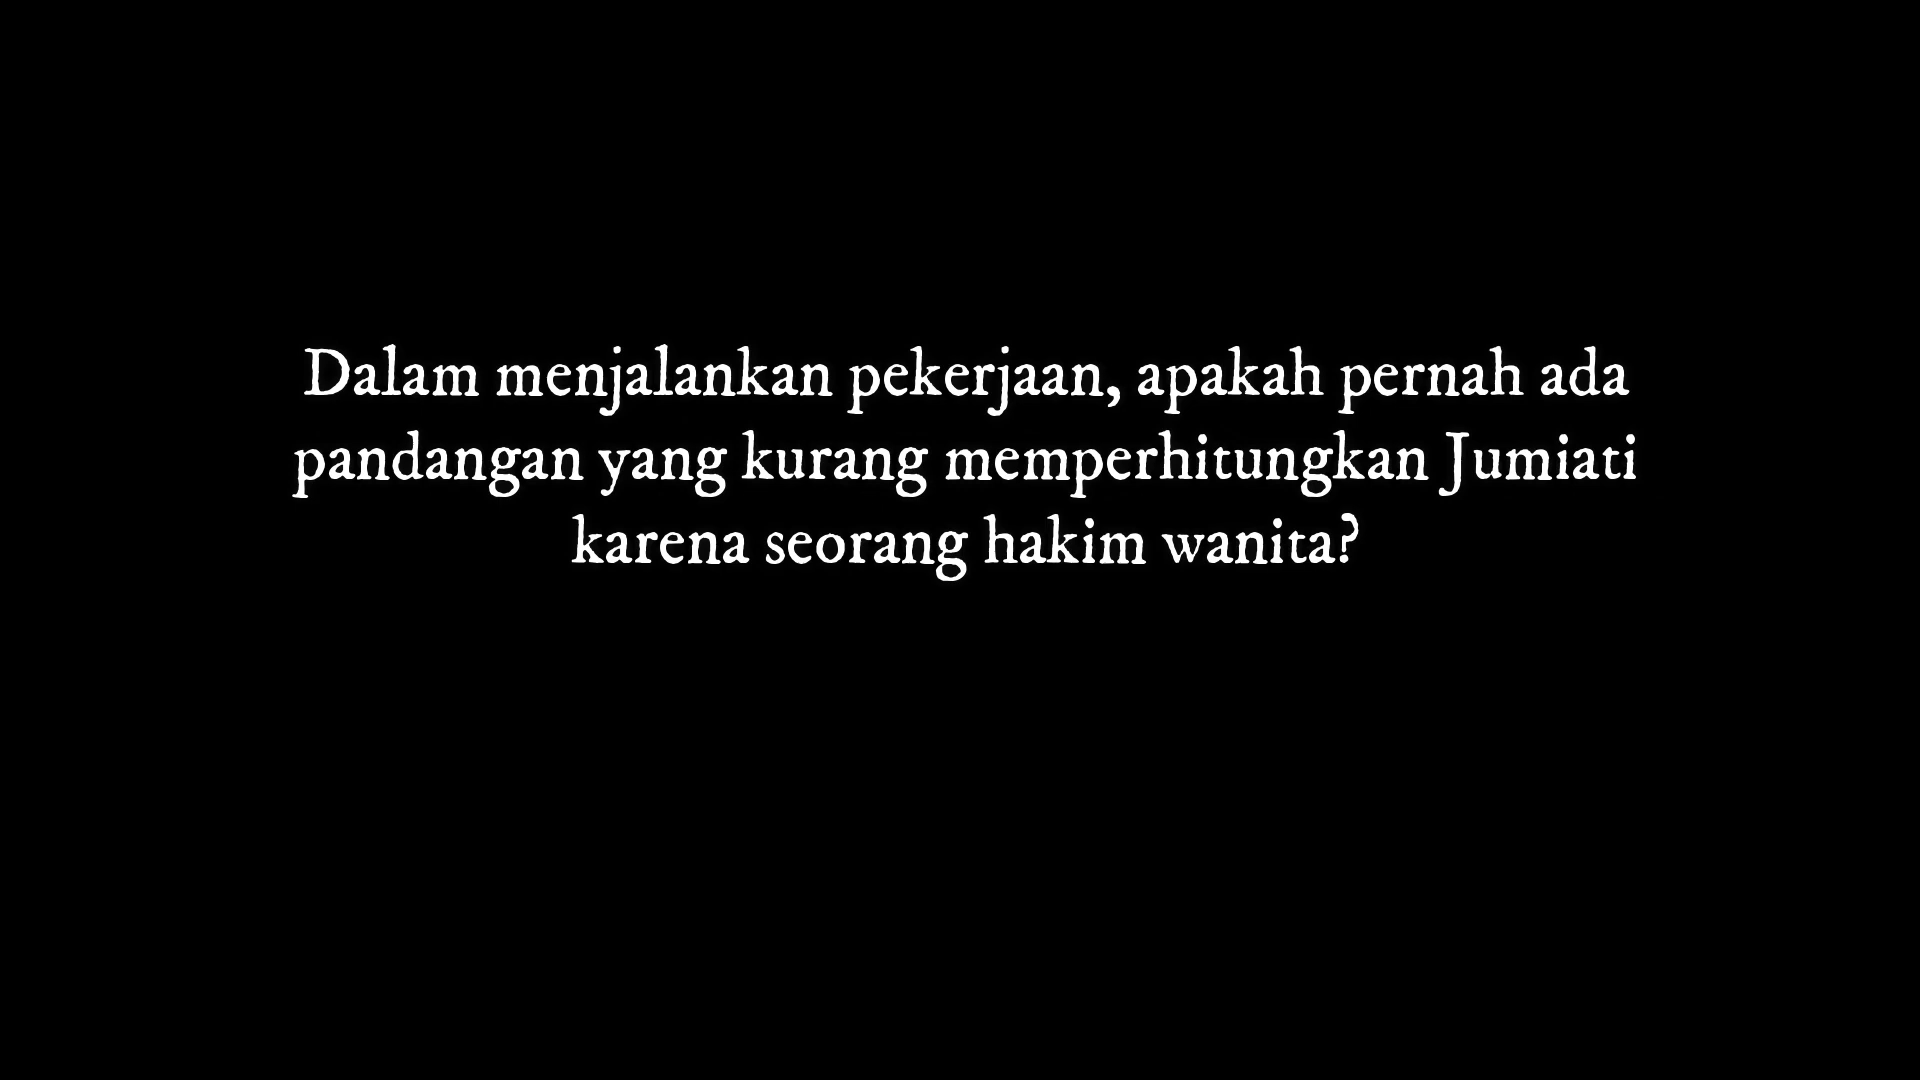 Dalam menjalankan pekerjaan, apakah pernah ada
pandangan yang kurang memperhitungkan Jumiati
karena seorang hakim wanita?